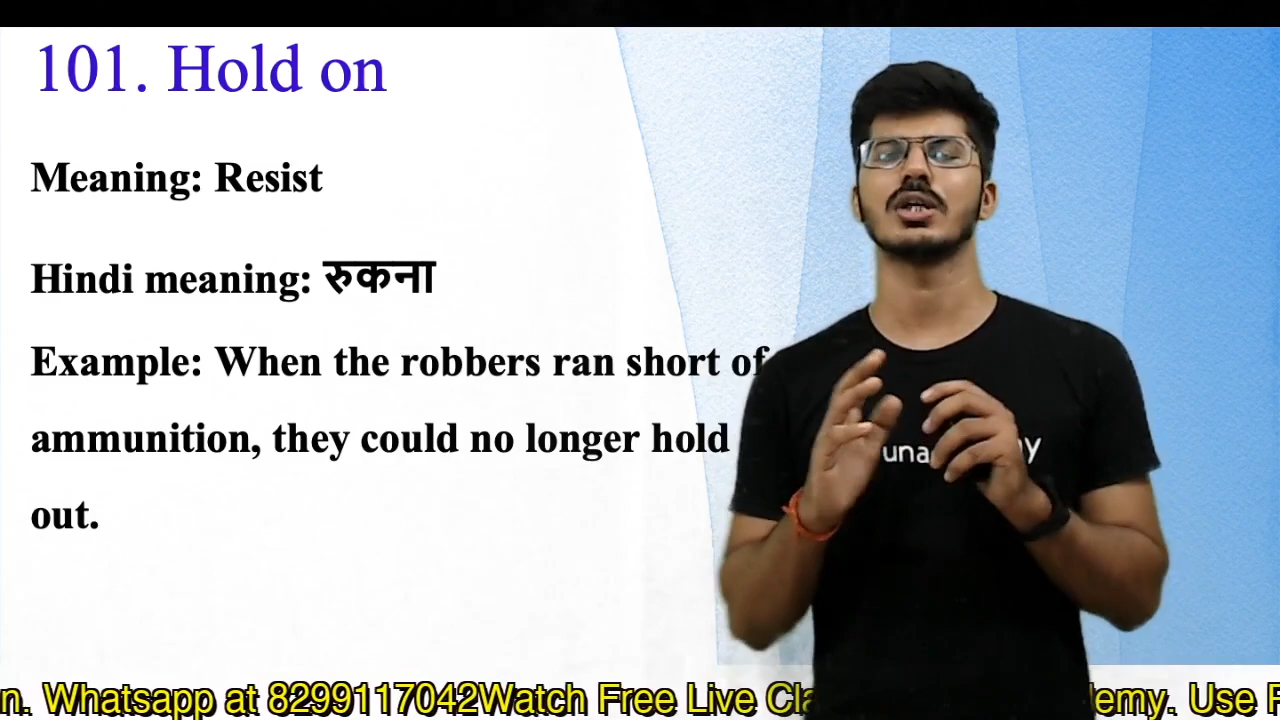 101. Hold on
Meaning: Resist
Hindi meaning: रुकना
Example: When the robbers ran short of
ammunition, they could no longer hold
out.
una y
n. Whatsapp at 8299117042Watch Free Live Cla emy. Use